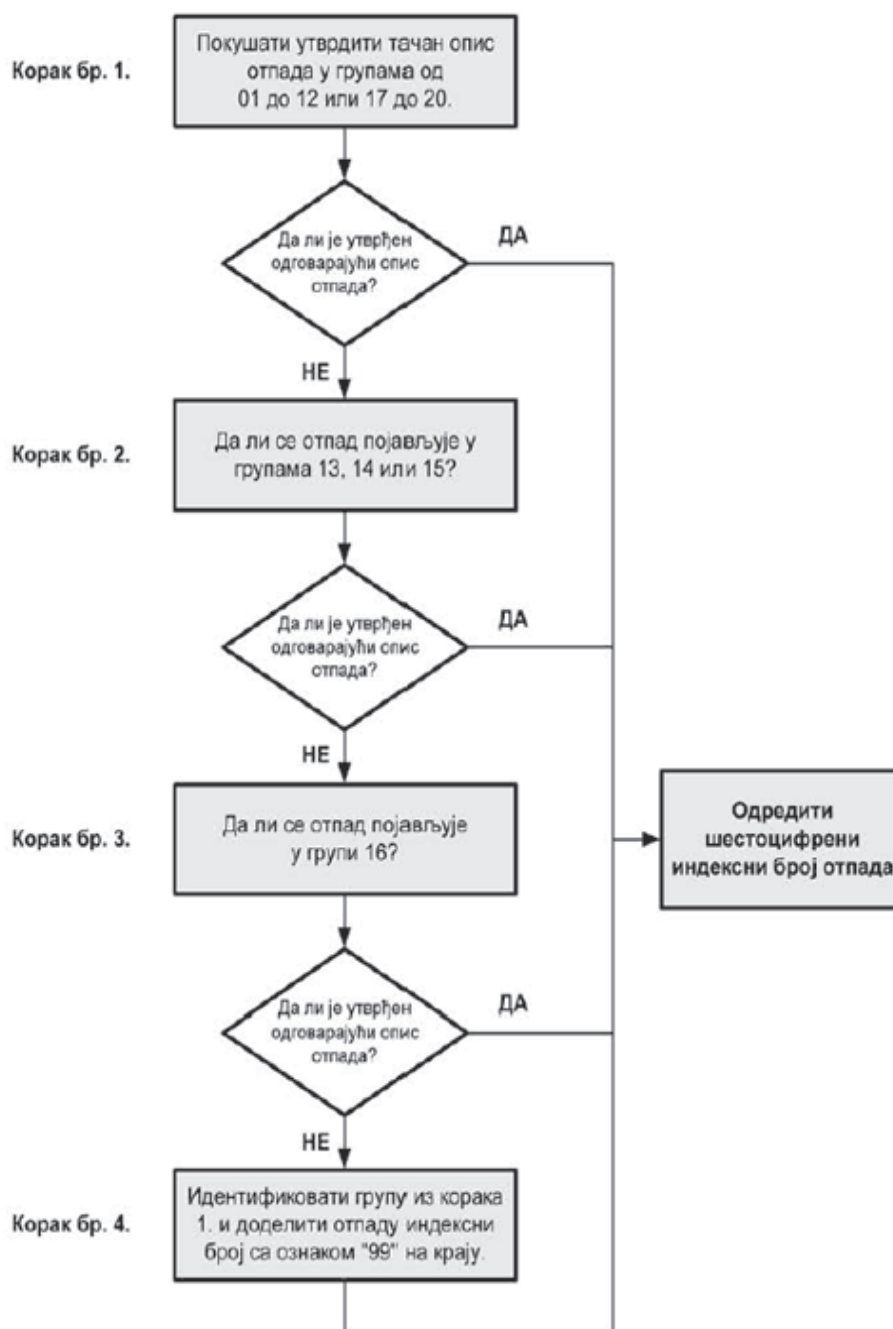 Корак бр. 1.
Покушати утврдити тачан опис
отпада у групама од
01 до 12 или 17 до 20.
Да ли је утврђен
одговарајући опис
отпада?
ДА
НЕ
Корак бр. 2.
Да ли се отпад појављује у
групама 13, 14 или 15?
Да ли је утврђен
одговарајући опис
отпада?
ДА
НЕ
Корак бр. 3.
Да ли се отпад појављује
у групи 16?
Одредити
шестоцифрени
индексни број отпада
Да ли је утврђен
одговарајући опис
отпада?
ДА
НЕ
Корак бр. 4.
Идентификовати групу из корака
1. и доделити отпаду индексни
број са ознаком "99" на крају.